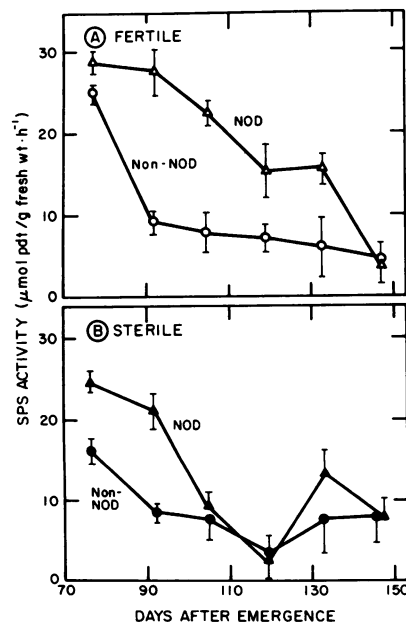 A FERTILE
30
NOD
20
Non-NOD
10
0
SPS ACTIVITY (μmol pdt/g fresh wt·h⁻¹)
B STERILE
30
NOD
20
10
Non-
NOD
0
70 90 110 130 150
DAYS AFTER EMERGENCE